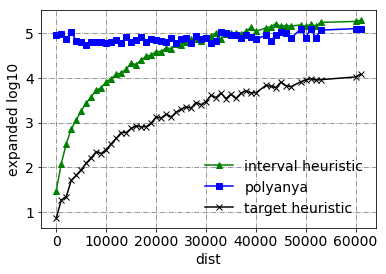 expanded log10
5
4
3
2
1
interval heuristic
polyanya
target heuristic
0 10000 20000 30000 40000 50000 60000
dist